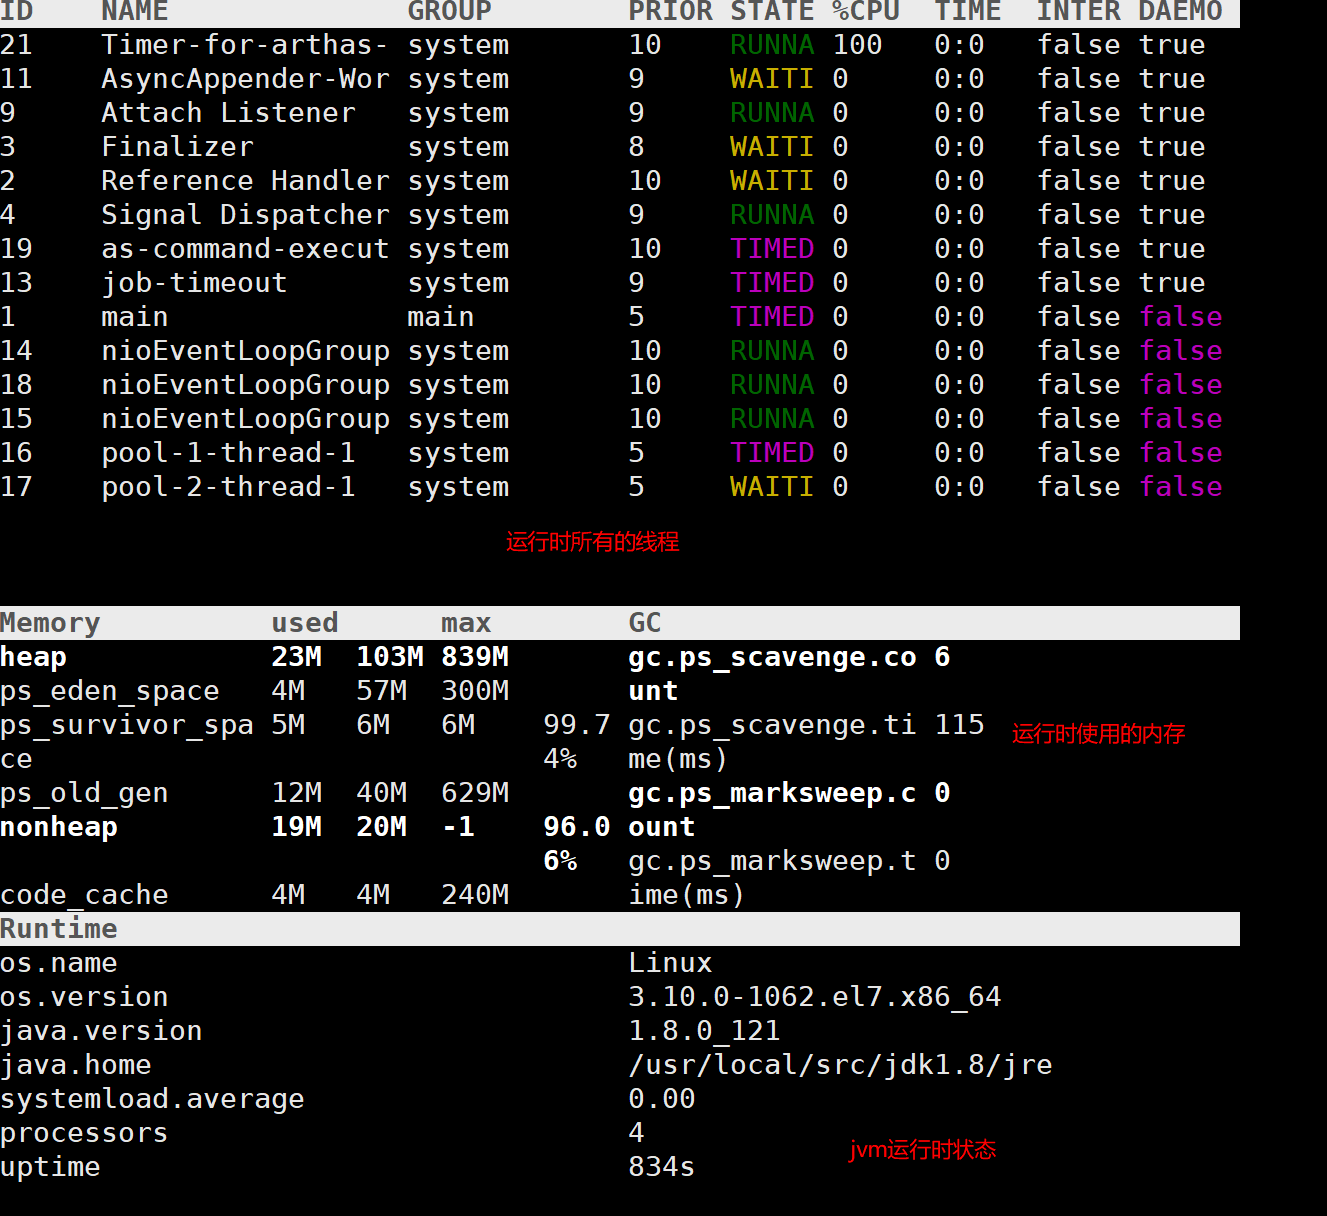 ID NAME GROUP PRIOR STATE %CPU TIME INTER DAEMO
21 Timer-for-arthas- system 10 RUNNA 100 0:0 false true
11 AsyncAppender-Wor system 9 WAITI 0 0:0 false true
9 Attach Listener system 9 RUNNA 0 0:0 false true
3 Finalizer system 8 WAITI 0 0:0 false true
2 Reference Handler system 10 WAITI 0 0:0 false true
4 Signal Dispatcher system 9 RUNNA 0 0:0 false true
19 as-command-execut system 10 TIMED 0 0:0 false true
13 job-timeout system 9 TIMED 0 0:0 false true
1 main main 5 TIMED 0 0:0 false false
14 nioEventLoopGroup system 10 RUNNA 0 0:0 false false
18 nioEventLoopGroup system 10 RUNNA 0 0:0 false false
15 nioEventLoopGroup system 10 RUNNA 0 0:0 false false
16 pool-1-thread-1 system 5 TIMED 0 0:0 false false
17 pool-2-thread-1 system 5 WAITI 0 0:0 false false
运行时所有的线程
Memory used max GC
heap 23M 103M 839M gc.ps_scavenge.co 6
ps_eden_space 4M 57M 300M unt
ps_survivor_spa 5M 6M 6M 99.7 gc.ps_scavenge.ti 115 运行时使用的内存
ce 4% me(ms)
ps_old_gen 12M 40M 629M gc.ps_marksweep.c 0
nonheap 19M 20M -1 96.0 ount
6% gc.ps_marksweep.t 0
code_cache 4M 4M 240M ime(ms)
Runtime
os.name Linux
os.version 3.10.0-1062.el7.x86_64
java.version 1.8.0_121
java.home /usr/local/src/jdk1.8/jre
systemload.average 0.00
processors 4
jvm运行时状态
uptime 834s